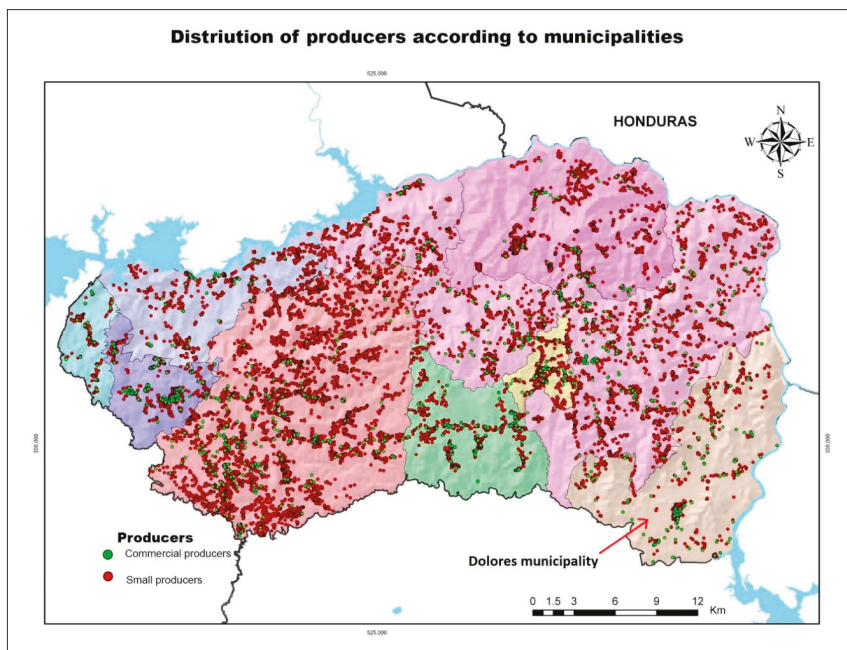 Distriution of producers according to municipalities
525.000
HONDURAS
N
W E
S
300.000
300.000
Producers
Commercial producers
Small producers
Dolores municipality
0 1.5 3 6 9 12
Km
525.000